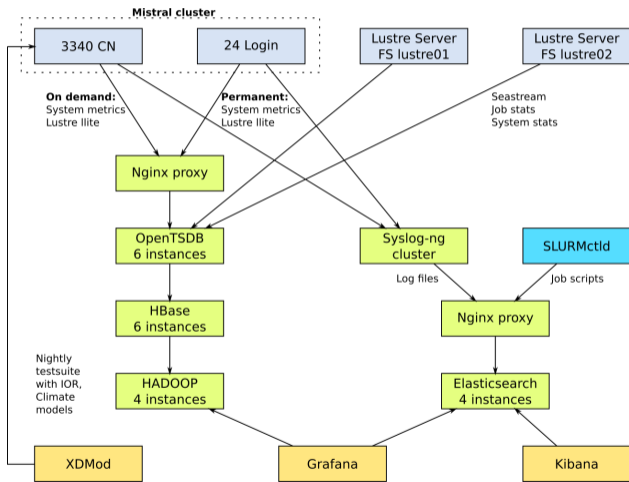 Mistral cluster
3340 CN
24 Login
Lustre Server
FS lustre01
Lustre Server
FS lustre02
On demand:
System metrics
Lustre llite
Permanent:
System metrics
Lustre llite
Seastream
Job stats
System stats
Nginx proxy
OpenTSDB
6 instances
Syslog-ng
cluster
SLURMctld
Log files
Job scripts
HBase
6 instances
Nginx proxy
Nightly
testsuite
with IOR,
Climate
models
HADOOP
4 instances
Elasticsearch
4 instances
XDMod
Grafana
Kibana